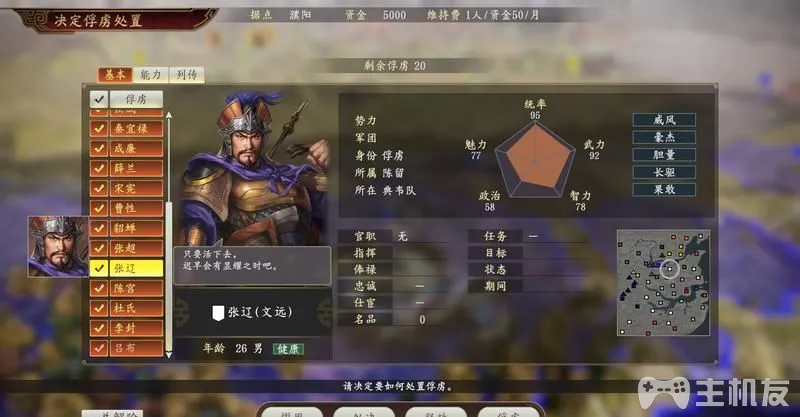 决定俘虏处置
据点 濮阳 资金 5000 维持费 1人/资金50/月
剩余俘虏 20
基本 能力 列传
俘虏
秦宜禄
成廉
薛兰
宋宪
曹性
貂蝉
张超
张辽
陈宫
杜氏
李封
吕布
只要活下去。
迟早会有显耀之时吧。
张辽(文远)
年龄 26 男 健康
势力
军团
身份 俘虏
所属 陈留
所在 典韦队
统率
95
魅力
77
武力
92
政治
58
智力
78
威风
豪杰
胆量
长驱
果敢
官职 无
指挥
俸禄
忠诚 —
仕宦 —
名品 0
任务 —
目标
状态
期间
请决定要如何处置俘虏。
主机友